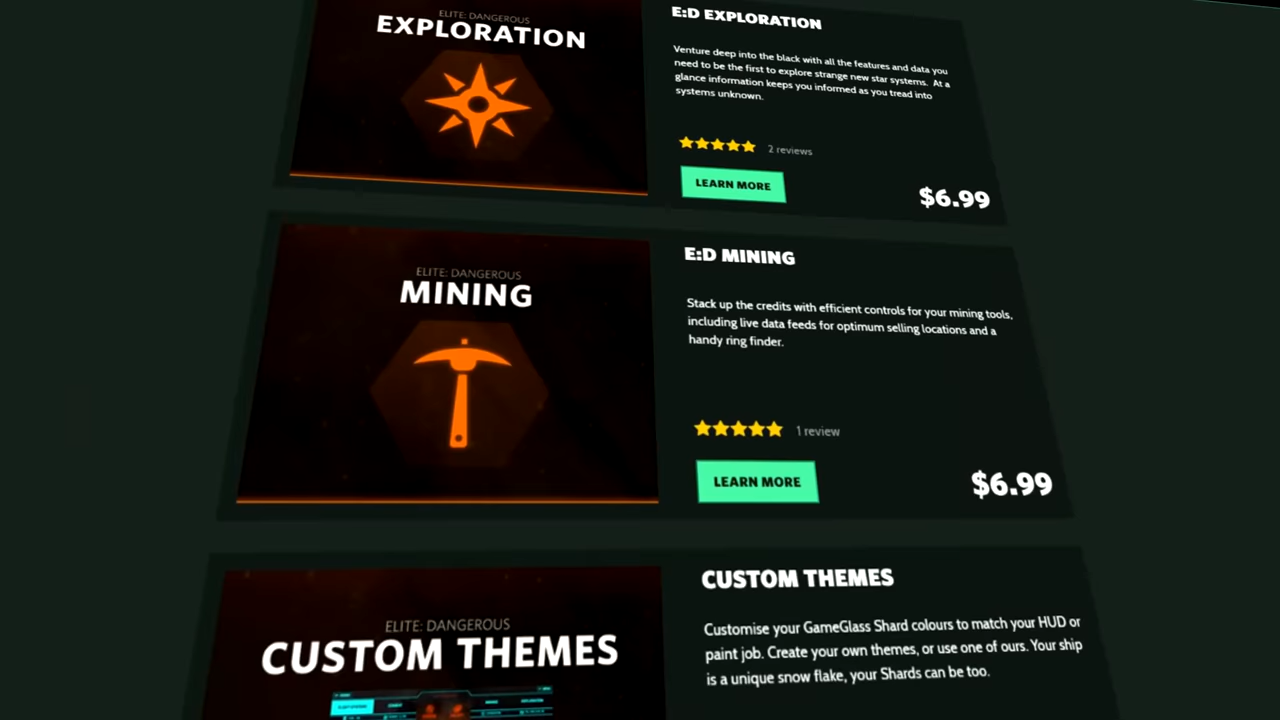 ELITE: DANGEROUS
EXPLORATION
E:D EXPLORATION
Venture deep into the black with all the features and data you
need to be the first to explore strange new star systems. At a
glance information keeps you informed as you tread into
systems unknown.
2 reviews
LEARN MORE
$6.99
ELITE: DANGEROUS
MINING
E:D MINING
Stack up the credits with efficient controls for your mining tools,
including live data feeds for optimum selling locations and a
handy ring finder.
1 review
LEARN MORE
$6.99
ELITE: DANGEROUS
CUSTOM THEMES
CUSTOM THEMES
Customise your GameGlass Shard colours to match your HUD or
paint job. Create your own themes, or use one of ours. Your ship
is a unique snow flake, your Shards can be too.